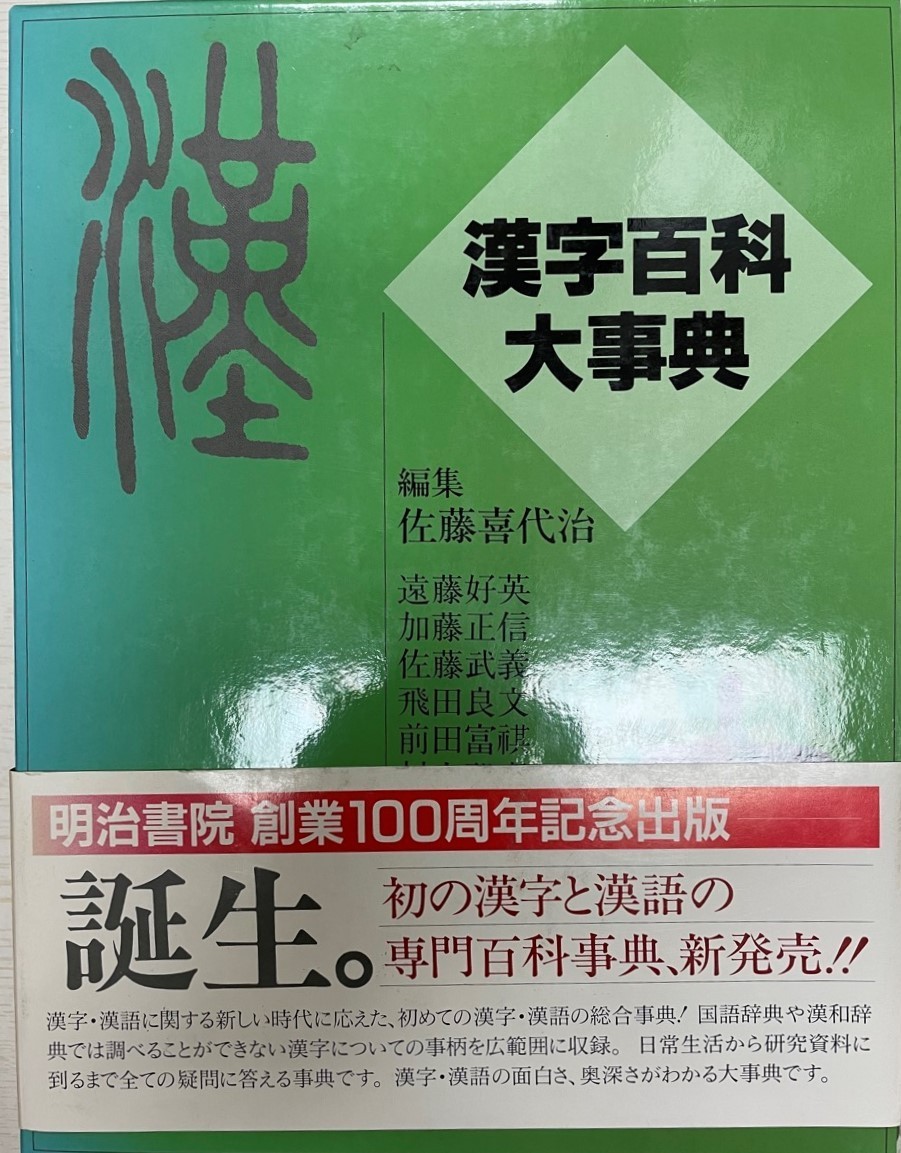 漢
漢字百科
大事典
編集
佐藤喜代治
遠藤好英
加藤正信
佐藤武義
飛田良文
前田富祺
明治書院 創業100周年記念出版
誕生。
初の漢字と漢語の
専門百科事典、新発売!!
漢字・漢語に関する新しい時代に応えた、初めての漢字・漢語の総合事典! 国語辞典や漢和辞
典では調べることができない漢字についての事柄を広範囲に収録。 日常生活から研究資料に
到るまで全ての疑問に答える事典です。 漢字・漢語の面白さ、奥深さがわかる大事典です。